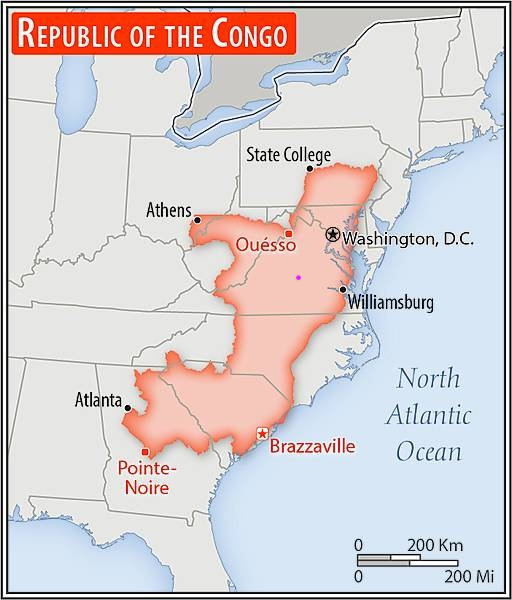 REPUBLIC OF THE CONGO
State College
Athens
Ouésso
Washington, D.C.
Williamsburg
Atlanta
North
Atlantic
Ocean
Brazzaville
Pointe-
Noire
0 200 Km
0 200 Mi